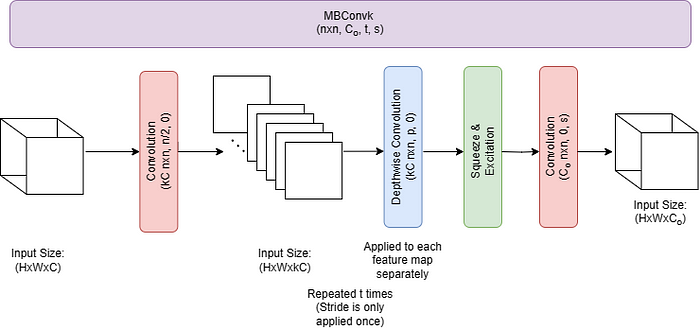 MBConvk
(nxn, Co, t, s)
Convolution
(kC nxn, n/2, 0)
Depthwise Convolution
(kC nxn, p, 0)
Squeeze &
Excitation
Convolution
(Co nxn, 0, s)
Input Size:
(HxWxC)
Input Size:
(HxWxkC)
Applied to each
feature map
separately
Input Size:
(HxWxCo)
Repeated t times
(Stride is only
applied once)